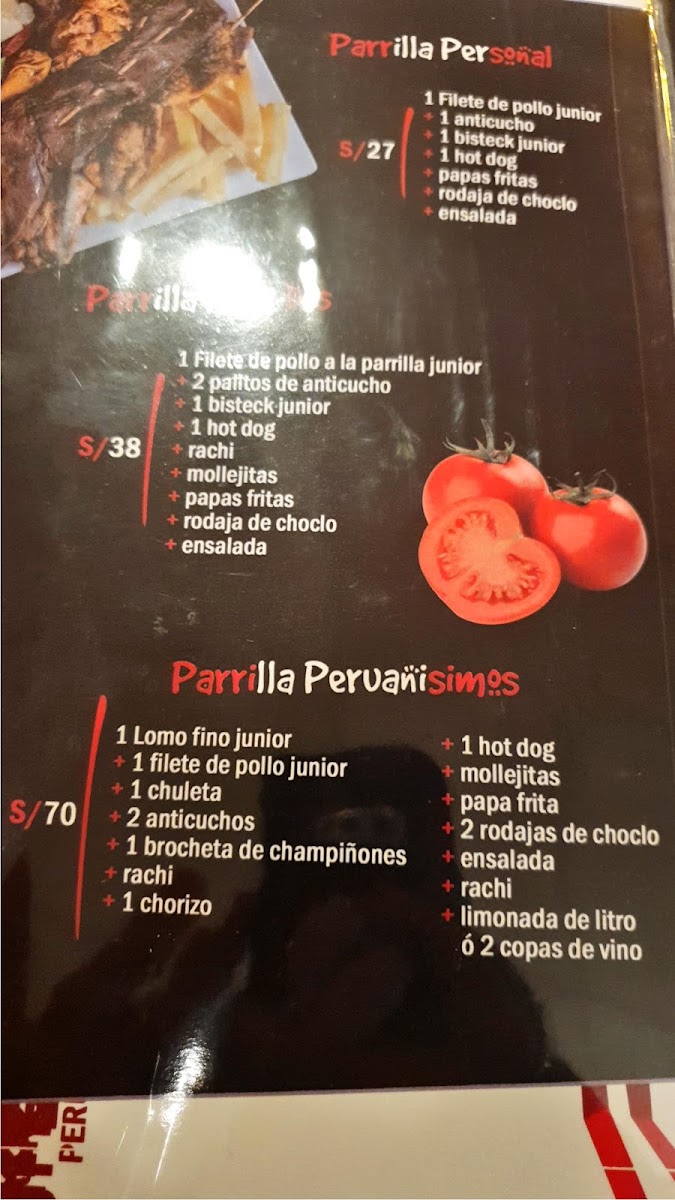 Parrilla Personal
S/27
1 Filete de pollo junior
+ 1 anticucho
+ 1 bisteck junior
+ 1 hot dog
+ papas fritas
+ rodaja de choclo
+ ensalada
Parrilla
S/38
1 Filete de pollo a la parrilla junior
+ 2 palitos de anticucho
+ 1 bisteck junior
+ 1 hot dog
+ rachi
+ mollejitas
+ papas fritas
+ rodaja de choclo
+ ensalada
Parrilla Peruañisimos
S/70
1 Lomo fino junior
+ 1 filete de pollo junior
+ 1 chuleta
+ 2 anticuchos
+ 1 brocheta de champiñones
+ rachi
+ 1 chorizo
+ 1 hot dog
+ mollejitas
+ papa frita
+ 2 rodajas de choclo
+ ensalada
+ rachi
+ limonada de litro
ó 2 copas de vino